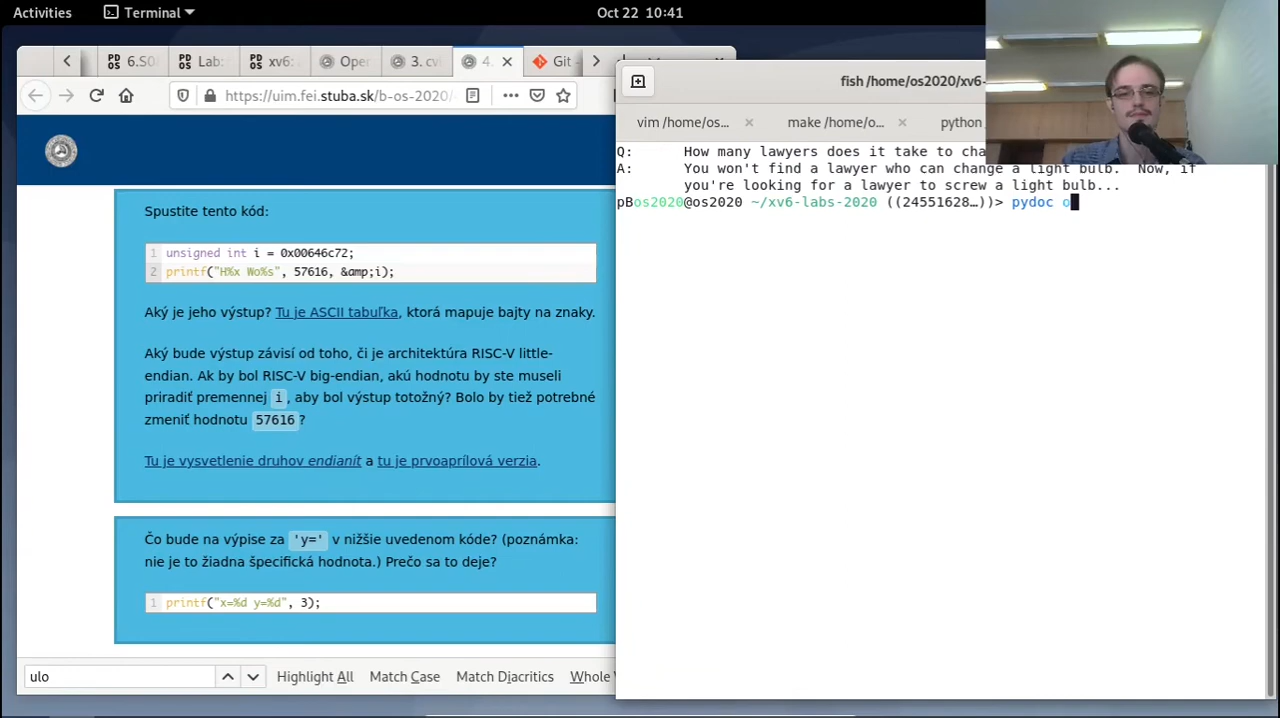 Activities Terminal Oct 22 10:41
6.S0 Lab: xv6: Ope 3. cv 4. Git -
https://uim.fei.stuba.sk/b-os-2020/
Spustite tento kód:
1 unsigned int i = 0x00646c72;
2 printf("H%x Wo%s", 57616, &amp;i);
Aký je jeho výstup? Tu je ASCII tabuľka, ktorá mapuje bajty na znaky.
Aký bude výstup závisí od toho, či je architektúra RISC-V little-
endian. Ak by bol RISC-V big-endian, akú hodnotu by ste museli
priradiť premennej i, aby bol výstup totožný? Bolo by tiež potrebné
zmeniť hodnotu 57616?
Tu je vysvetlenie druhov endianít a tu je prvoaprílová verzia.
Čo bude na výpise za 'y=' v nižšie uvedenom kóde? (poznámka:
nie je to žiadna špecifická hodnota.) Prečo sa to deje?
1 printf("x=%d y=%d", 3);
ulo Highlight All Match Case Match Diacritics Whole
fish /home/os2020/xv6-
vim /home/os... make /home/o... python
Q: How many lawyers does it take to cha
A: You won't find a lawyer who can change a light bulb. Now, if
you're looking for a lawyer to screw a light bulb...
pBos2020@os2020 ~/xv6-labs-2020 ((24551628…))> pydoc o